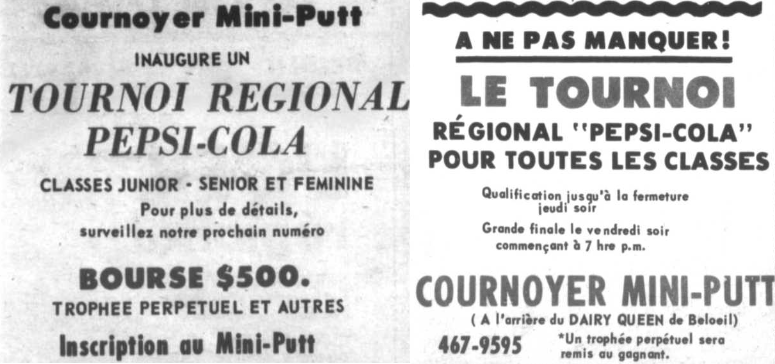 Cournoyer Mini-Putt
INAUGURE UN
TOURNOI REGIONAL
PEPSI-COLA
CLASSES JUNIOR - SENIOR ET FEMININE
Pour plus de détails,
surveillez notre prochain numéro
BOURSE $500.
TROPHEE PERPETUEL ET AUTRES
Inscription au Mini-Putt
A NE PAS MANQUER!
LE TOURNOI
RÉGIONAL "PEPSI-COLA"
POUR TOUTES LES CLASSES
Qualification jusqu'à la fermeture
jeudi soir
Grande finale le vendredi soir
commençant à 7 hre p.m.
COURNOYER MINI-PUTT
( A l'arrière du DAIRY QUEEN de Beloeil)
467-9595
*Un trophée perpétuel sera
remis au gagnant.